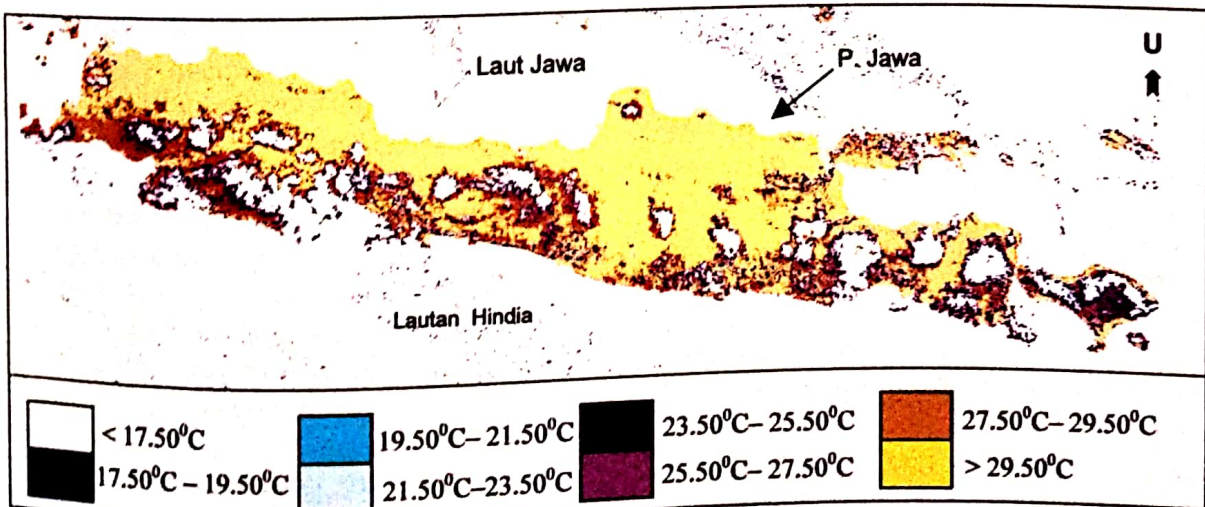 Laut Jawa
P. Jawa
U
Lautan Hindia
< 17.50⁰C
17.50⁰C – 19.50⁰C
19.50⁰C– 21.50⁰C
21.50⁰C–23.50⁰C
23.50⁰C– 25.50⁰C
25.50⁰C– 27.50⁰C
27.50⁰C– 29.50⁰C
> 29.50⁰C